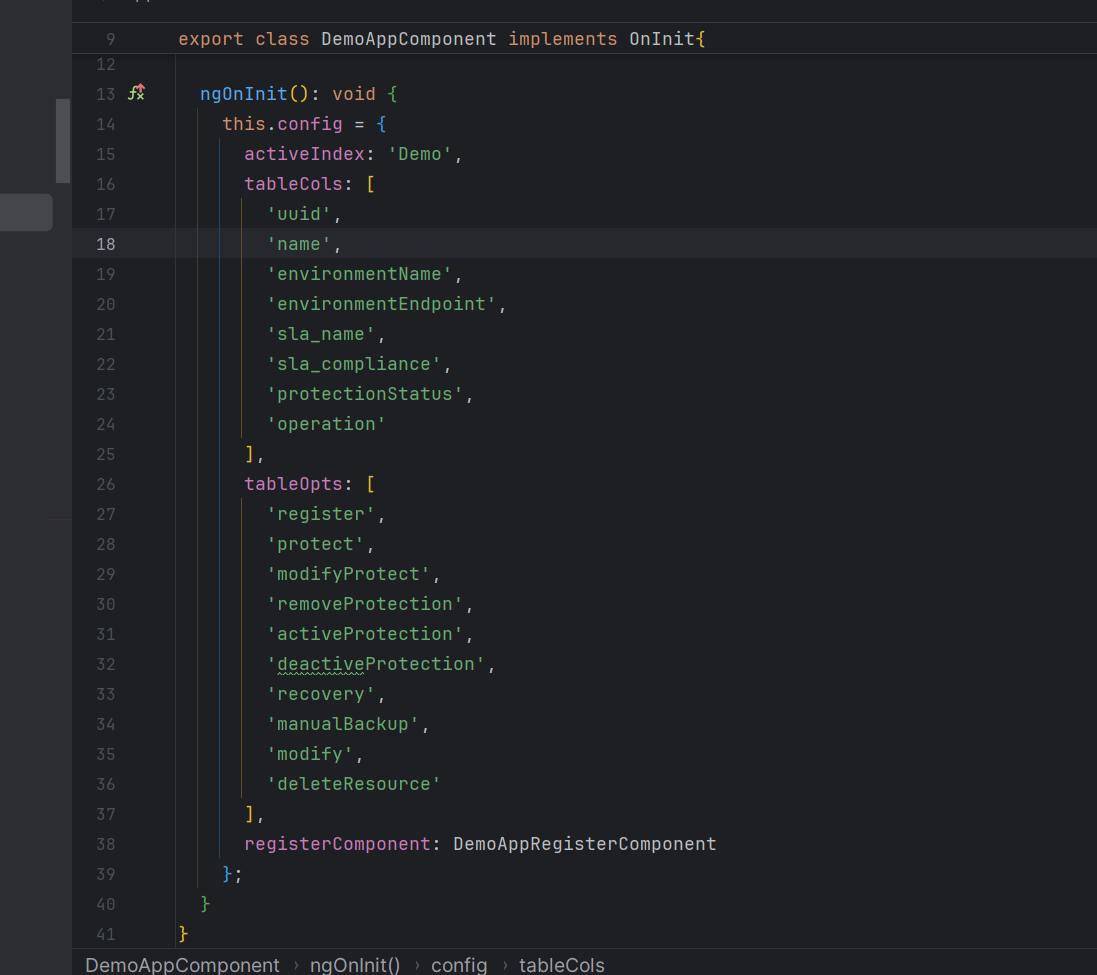 9 export class DemoAppComponent implements OnInit{
12
13 ngOnInit(): void {
14 this.config = {
15 activeIndex: 'Demo',
16 tableCols: [
17 'uuid',
18 'name',
19 'environmentName',
20 'environmentEndpoint',
21 'sla_name',
22 'sla_compliance',
23 'protectionStatus',
24 'operation'
25 ],
26 tableOpts: [
27 'register',
28 'protect',
29 'modifyProtect',
30 'removeProtection',
31 'activeProtection',
32 'deactiveProtection',
33 'recovery',
34 'manualBackup',
35 'modify',
36 'deleteResource'
37 ],
38 registerComponent: DemoAppRegisterComponent
39 };
40 }
41 }
DemoAppComponent › ngOnInit() › config › tableCols